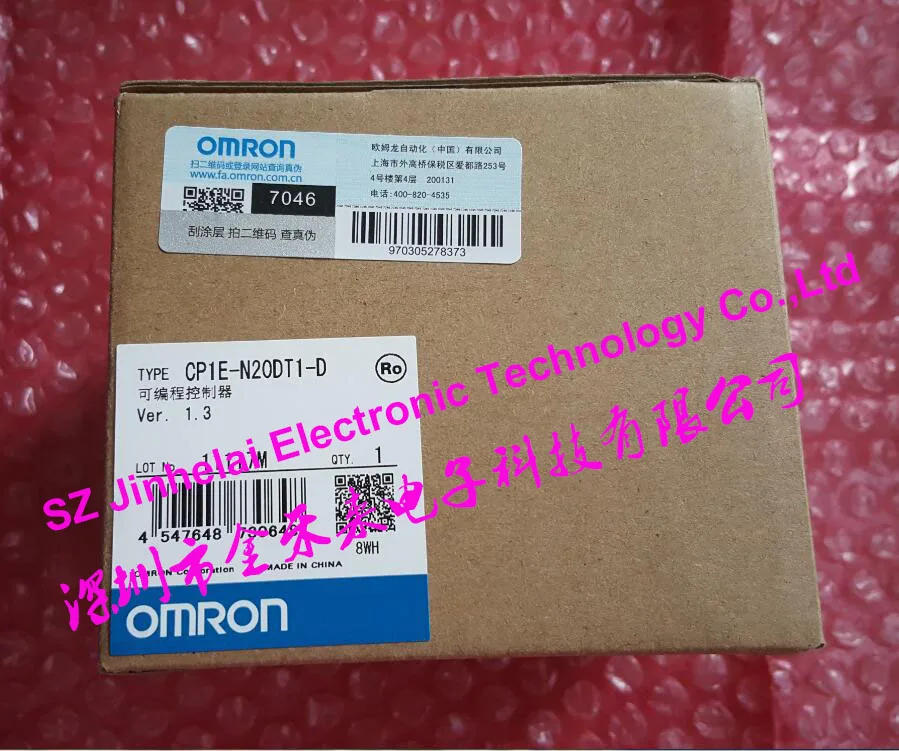 OMRON
扫二维码或登录网站查询真伪
www.fa.omron.com.cn
7046
刮涂层 拍二维码 查真伪
欧姆龙自动化（中国）有限公司
上海市外高桥保税区爱都路253号
4号楼第4层 200131
电话:400-820-4535
970305278373
TYPE CP1E-N20DT1-D
Ro
可编程控制器
Ver. 1.3
LOT No.
QTY. 1
4 547648
8WH
OMRON Corporation MADE IN CHINA
OMRON
SZ Jinhelai Electronic Technology Co.,Ltd
深圳市金禾来电子科技有限公司